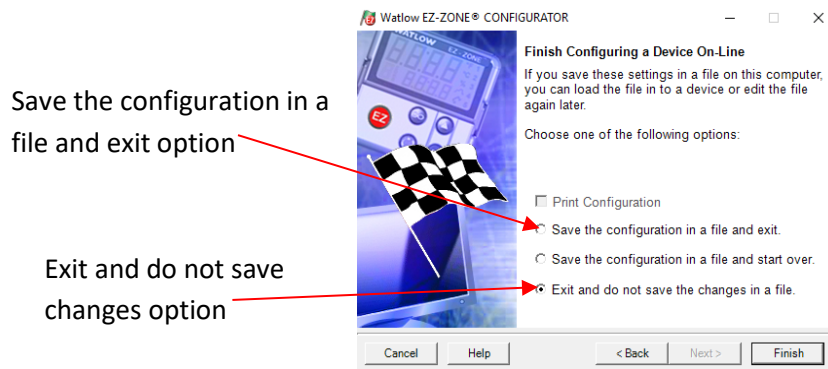 Watlow EZ-ZONE® CONFIGURATOR
WATLOW
EZ-ZONE
EZ
Finish Configuring a Device On-Line
If you save these settings in a file on this computer,
you can load the file in to a device or edit the file
again later.
Choose one of the following options:
Save the configuration in a
file and exit option
Print Configuration
Save the configuration in a file and exit.
Save the configuration in a file and start over.
Exit and do not save
changes option
Exit and do not save the changes in a file.
Cancel
Help
< Back
Next >
Finish